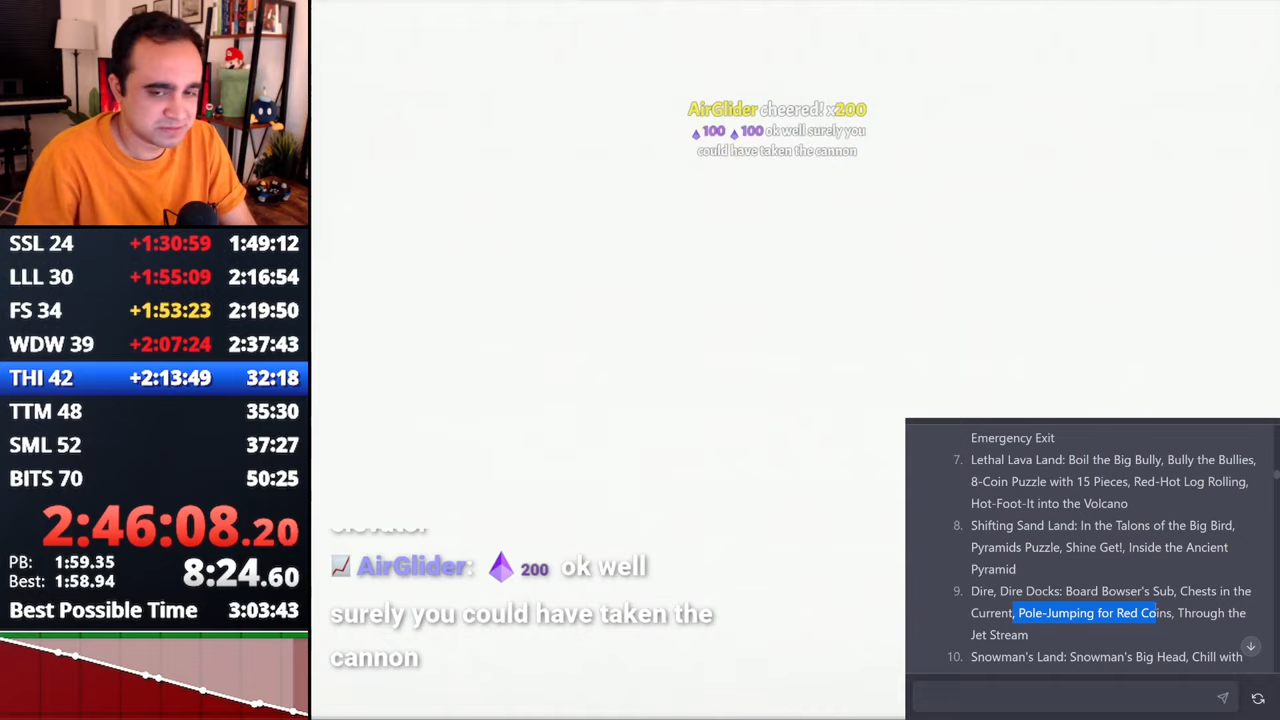 AirGlider cheered! x200
100 100 ok well surely you
could have taken the cannon
SSL 24 +1:30:59 1:49:12
LLL 30 +1:55:09 2:16:54
FS 34 +1:53:23 2:19:50
WDW 39 +2:07:24 2:37:43
THI 42 +2:13:49 32:18
TTM 48 35:30
SML 52 37:27
BITS 70 50:25
2:46:08.20
PB: 1:59.35
Best: 1:58.94
8:24.60
Best Possible Time 3:03:43
AirGlider: 200 ok well
surely you could have taken the
cannon
Emergency Exit
7. Lethal Lava Land: Boil the Big Bully, Bully the Bullies,
8-Coin Puzzle with 15 Pieces, Red-Hot Log Rolling,
Hot-Foot-It into the Volcano
8. Shifting Sand Land: In the Talons of the Big Bird,
Pyramids Puzzle, Shine Get!, Inside the Ancient
Pyramid
9. Dire, Dire Docks: Board Bowser's Sub, Chests in the
Current, Pole-Jumping for Red Coins, Through the
Jet Stream
10. Snowman's Land: Snowman's Big Head, Chill with